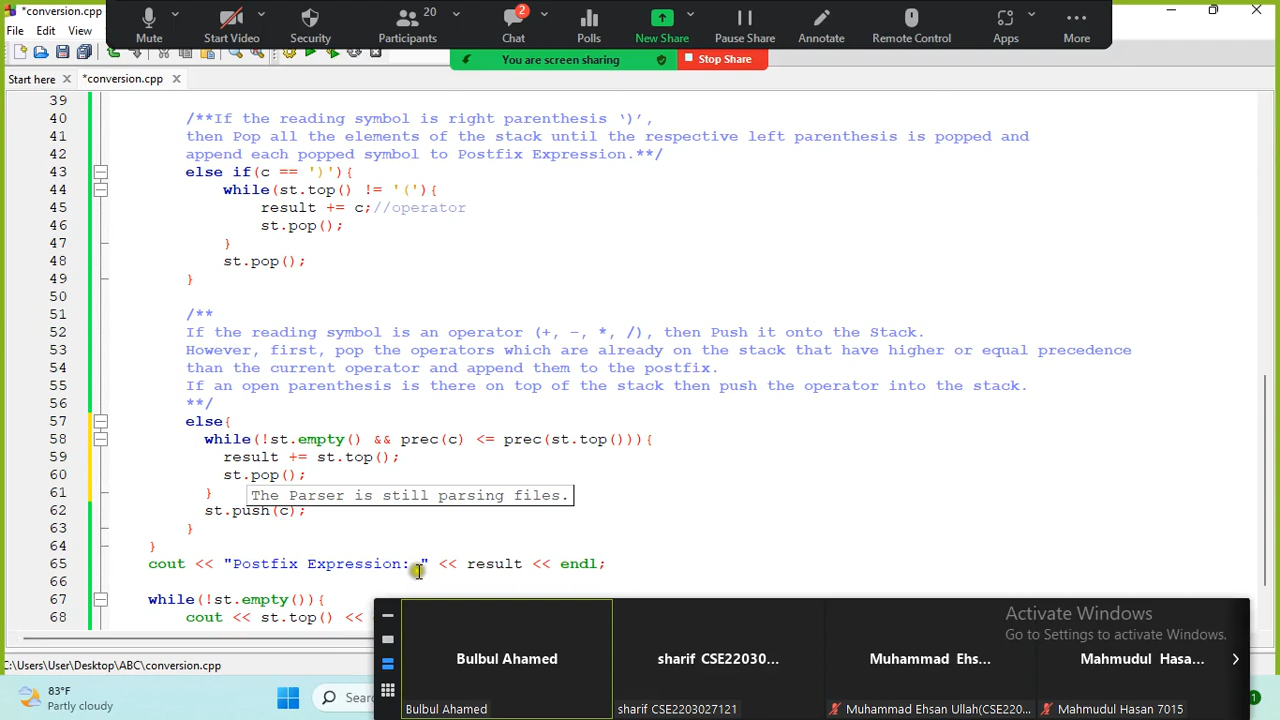 *conversion.cpp
File Edit View
Mute
Start Video
Security
20
Participants
2
Chat
Polls
New Share
Pause Share
Annotate
Remote Control
Apps
More
You are screen sharing
Stop Share
Start here
*conversion.cpp
39
40 /**If the reading symbol is right parenthesis ')',
41 then Pop all the elements of the stack until the respective left parenthesis is popped and
42 append each popped symbol to Postfix Expression.**/
43 else if(c == ')'){
44 while(st.top() != '('){
45 result += c;//operator
46 st.pop();
47 }
48 st.pop();
49 }
50
51 /**
52 If the reading symbol is an operator (+, -, *, /), then Push it onto the Stack.
53 However, first, pop the operators which are already on the stack that have higher or equal precedence
54 than the current operator and append them to the postfix.
55 If an open parenthesis is there on top of the stack then push the operator into the stack.
56 **/
57 else{
58 while(!st.empty() && prec(c) <= prec(st.top())){
59 result += st.top();
60 st.pop();
61 }
The Parser is still parsing files.
62 st.push(c);
63 }
64 }
65 cout << "Postfix Expression: " << result << endl;
66
67 while(!st.empty()){
68 cout << st.top() <<
Activate Windows
Go to Settings to activate Windows.
Bulbul Ahamed
sharif CSE22030...
Muhammad Ehs...
Mahmudul Hasa...
Bulbul Ahamed
sharif CSE2203027121
Muhammad Ehsan Ullah(CSE220...
Mahmudul Hasan 7015
C:\Users\User\Desktop\ABC\conversion.cpp
83°F
Partly cloudy
Sear
1